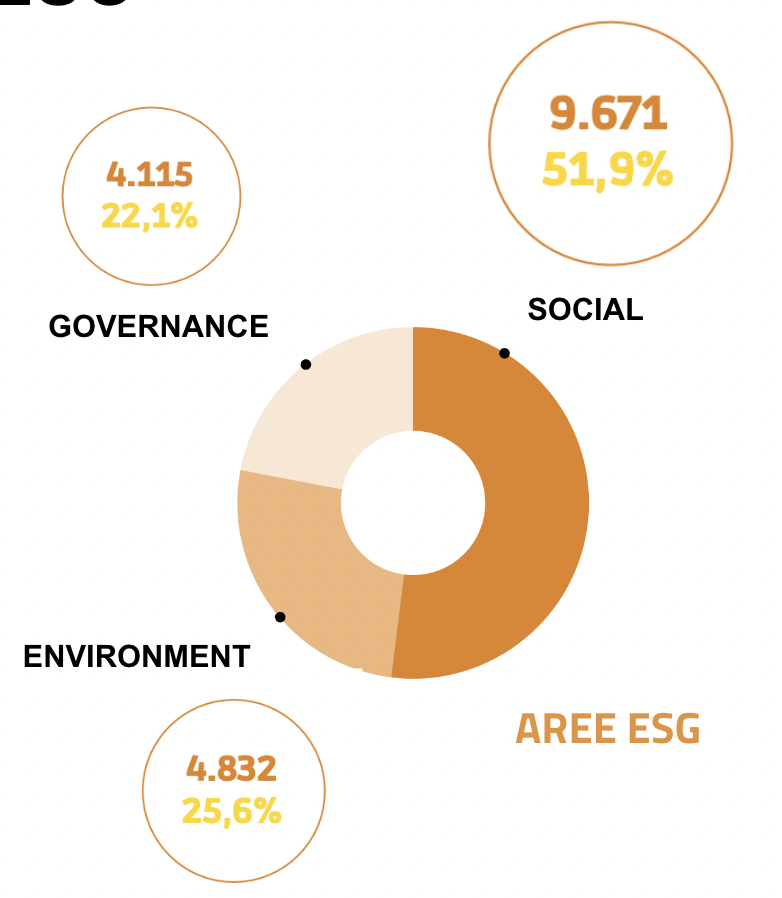 9.671
51,9%
4.115
22,1%
SOCIAL
GOVERNANCE
ENVIRONMENT
AREE ESG
4.832
25,6%